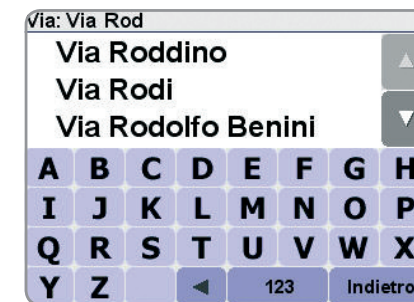 Via: Via Rod
Via Roddino
Via Rodi
Via Rodolfo Benini
A B C D E F G H
I J K L M N O P
Q R S T U V W X
Y Z 123 Indietro